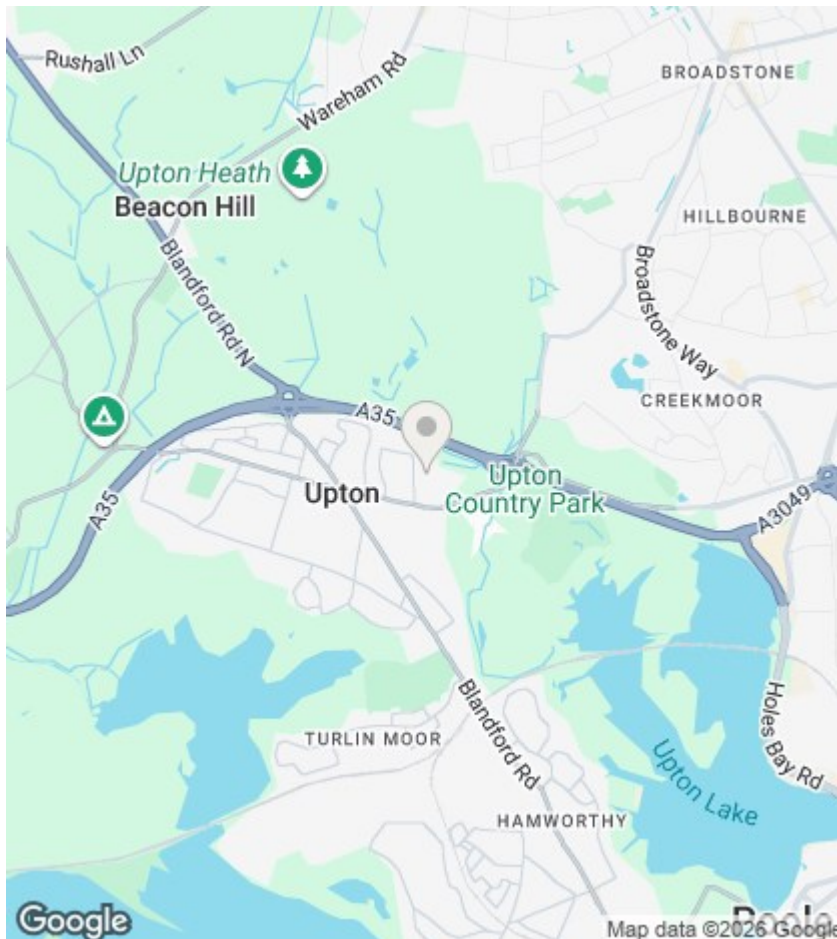 Rushall Ln
Wareham Rd
BROADSTONE
Upton Heath
Beacon Hill
HILLBOURNE
Blandford Rd N
Broadstone Way
A35
CREEKMOOR
Upton
Upton
Country Park
A3049
A35
Holes Bay Rd
Blandford Rd
TURLIN MOOR
Upton Lake
HAMWORTHY
Poole
Google
Map data ©2026 Google